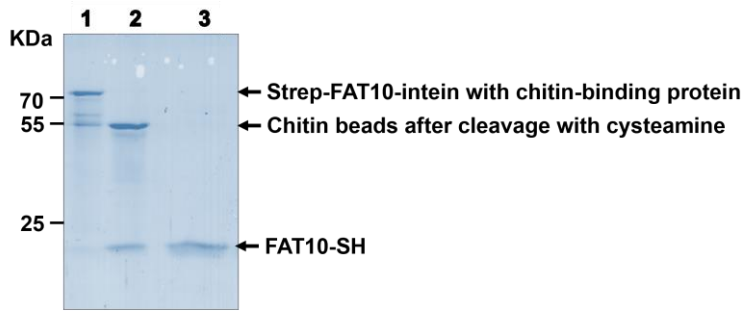 1 2 3
KDa
70
55
25
Strep-FAT10-intein with chitin-binding protein
Chitin beads after cleavage with cysteamine
FAT10-SH